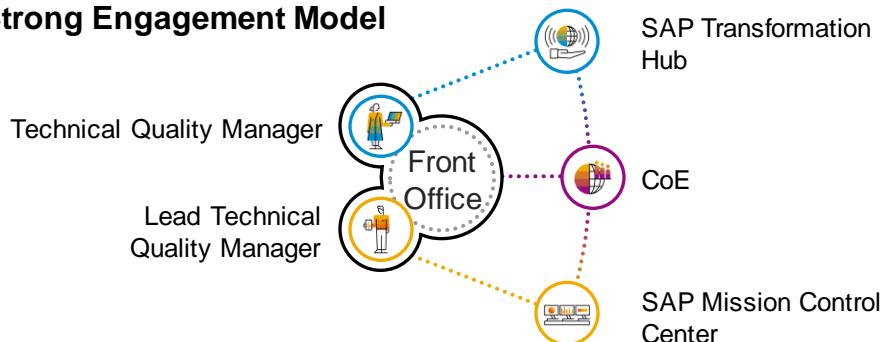 trong Engagement Model
SAP Transformation
Hub
Technical Quality Manager
Front
Office
CoE
Lead Technical
Quality Manager
SAP Mission Control
Center